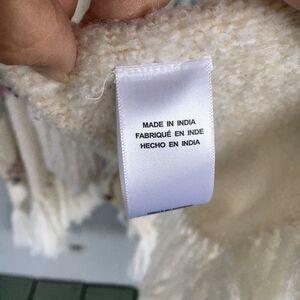 MADE IN INDIA
FABRIQUÉ EN INDE
HECHO EN INDIA